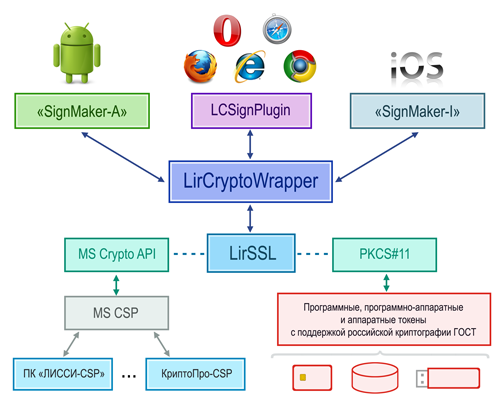 iOS
«SignMaker-A»
LCSignPlugin
«SignMaker-I»
LirCryptoWrapper
MS Crypto API
LirSSL
PKCS#11
MS CSP
Программные, программно-аппаратные
и аппаратные токены
с поддержкой российской криптографии ГОСТ
ПК «ЛИССИ-CSP»
...
КриптоПро-CSP